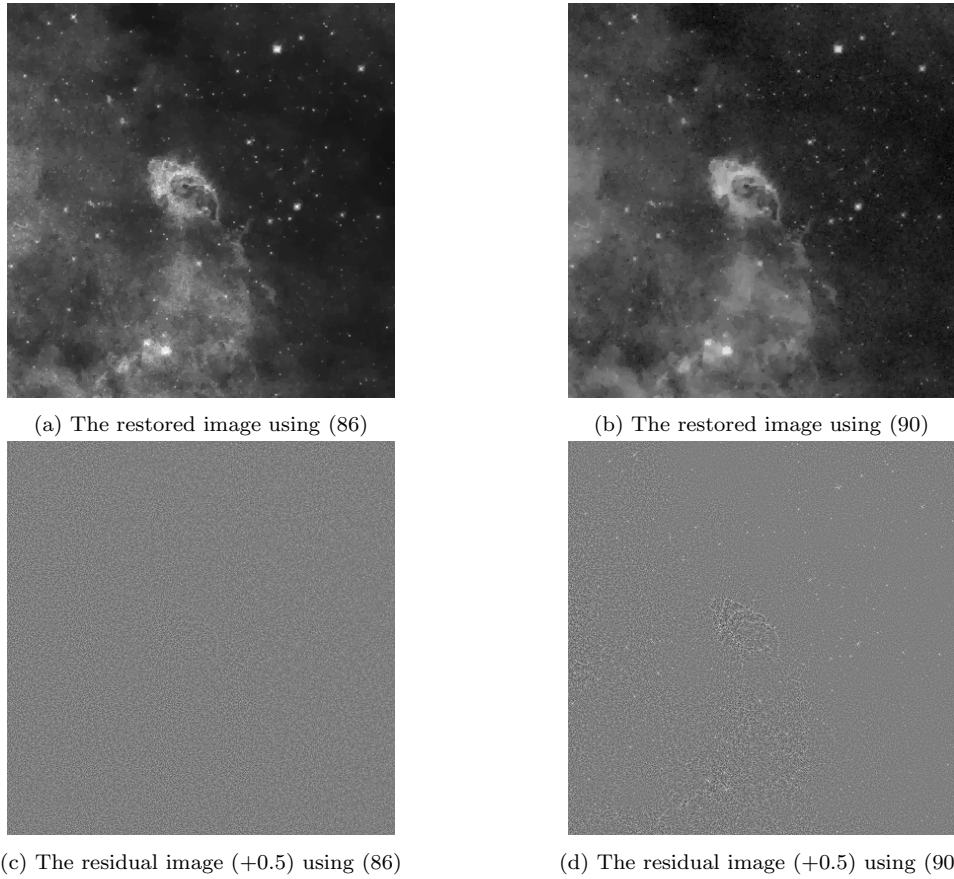 (a) The restored image using (86)
(b) The restored image using (90)
(c) The residual image (+0.5) using (86)
(d) The residual image (+0.5) using (90